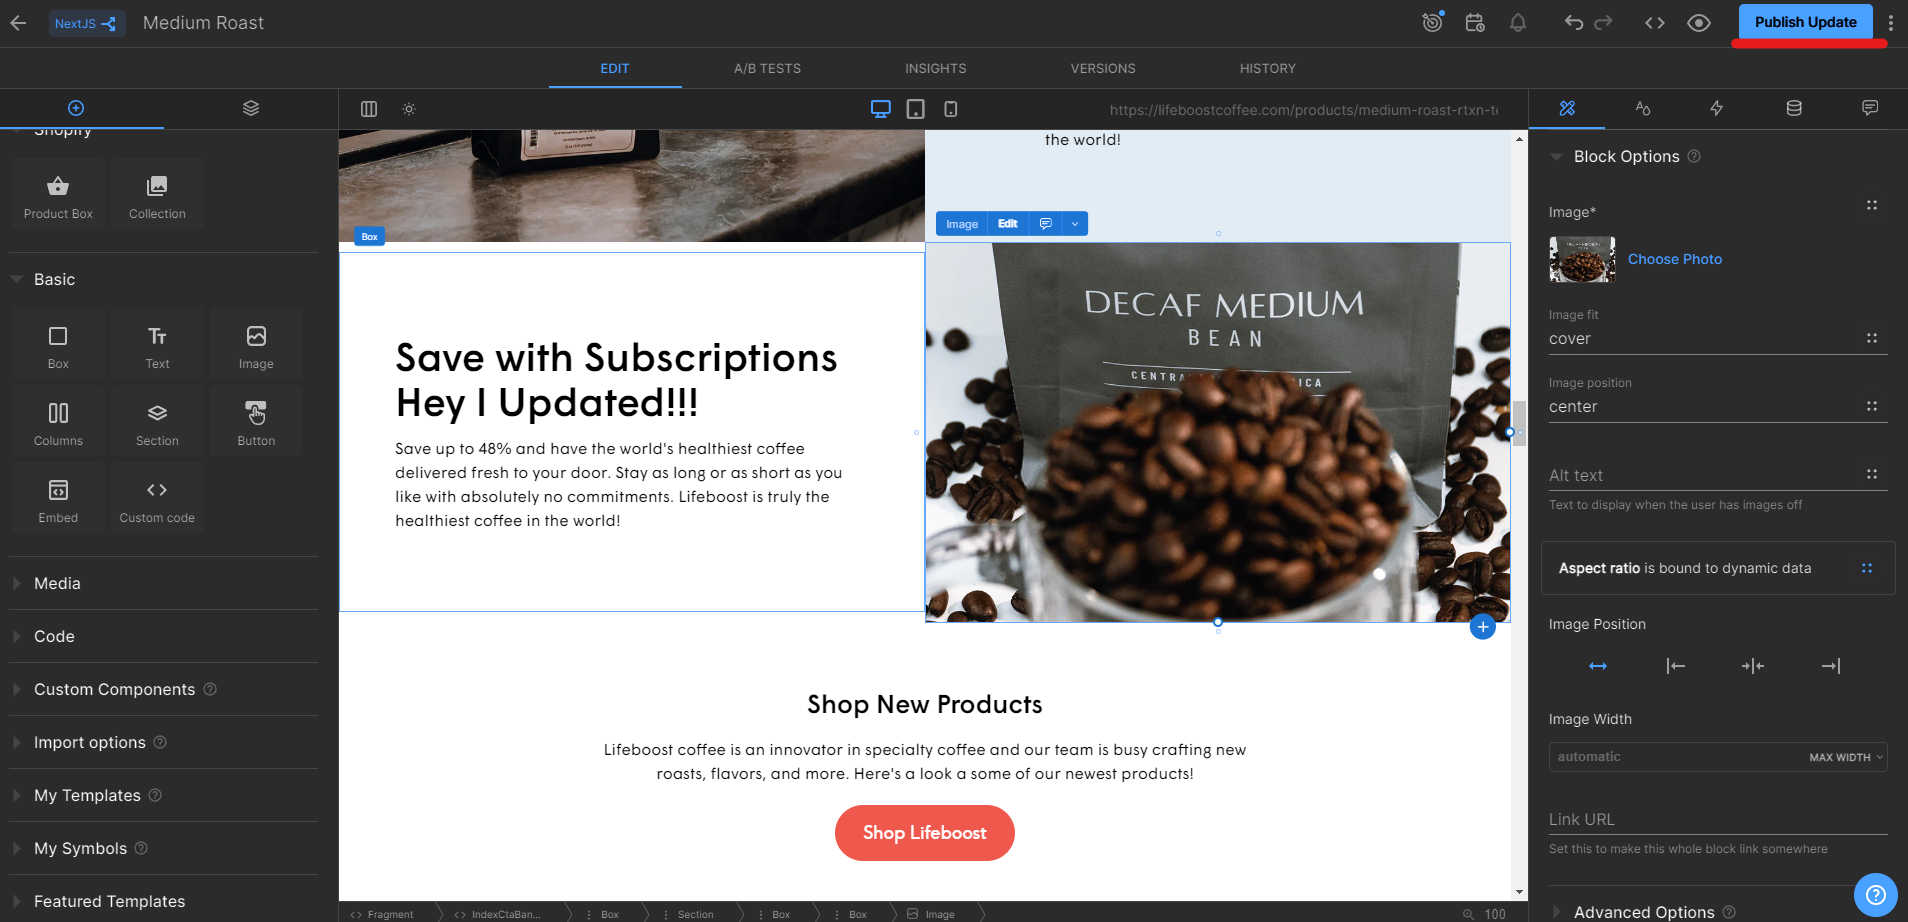 NextJS
Medium Roast
Publish Update
EDIT
A/B TESTS
INSIGHTS
VERSIONS
HISTORY
https://lifeboostcoffee.com/products/medium-roast-rtxn-te
Shopify
Product Box
Collection
Basic
Box
Text
Image
Columns
Section
Button
Embed
Custom code
Media
Code
Custom Components
Import options
My Templates
My Symbols
Featured Templates
the world!
Box
Image
Edit
Save with Subscriptions
Hey I Updated!!!
Save up to 48% and have the world's healthiest coffee
delivered fresh to your door. Stay as long or as short as you
like with absolutely no commitments. Lifeboost is truly the
healthiest coffee in the world!
DECAF MEDIUM
BEAN
Shop New Products
Lifeboost coffee is an innovator in specialty coffee and our team is busy crafting new
roasts, flavors, and more. Here's a look a some of our newest products!
Shop Lifeboost
Fragment
IndexCtaBan...
Box
Section
Box
Box
Image
100
Block Options
Image*
Choose Photo
Image fit
cover
Image position
center
Alt text
Text to display when the user has images off
Aspect ratio is bound to dynamic data
Image Position
Image Width
automatic
MAX WIDTH
Link URL
Set this to make this whole block link somewhere
Advanced Options